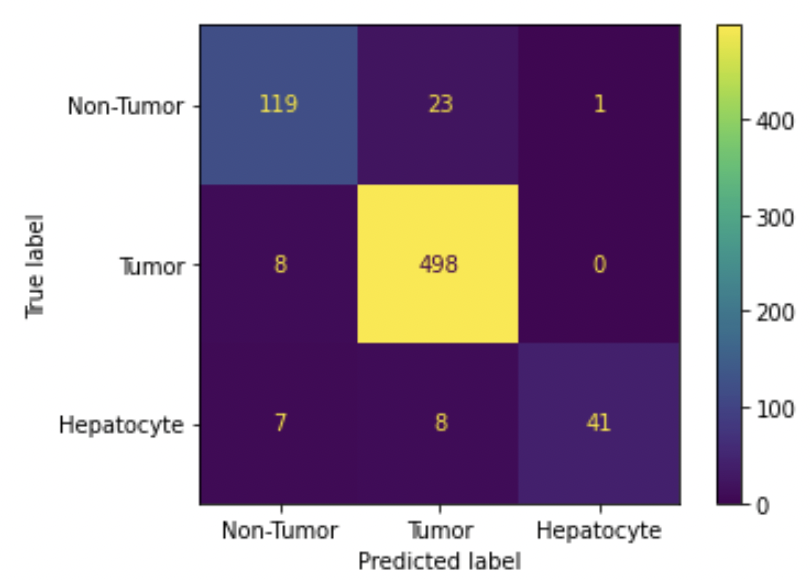 Non-Tumor 119 23 1
Tumor 8 498 0
Hepatocyte 7 8 41
Non-Tumor Tumor Hepatocyte
Predicted label
True label
400
300
200
100
0